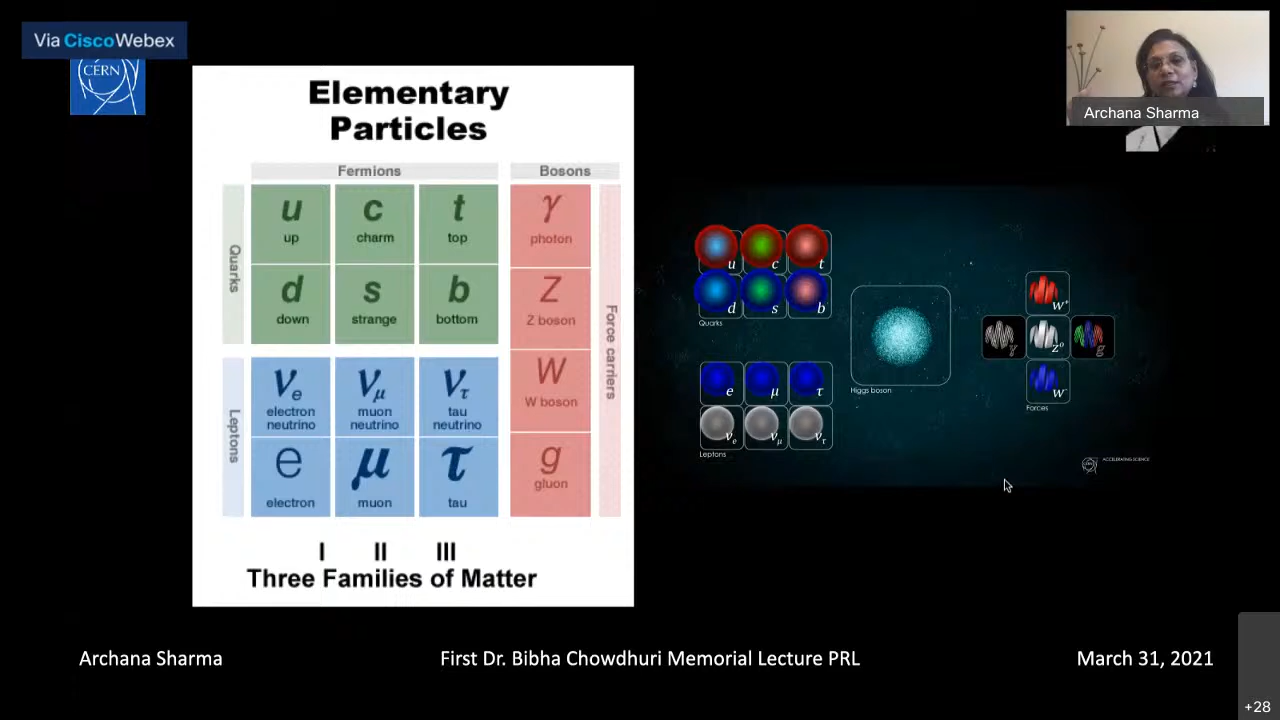 Via CiscoWebex
CERN
Archana Sharma
Elementary
Particles
Fermions
Bosons
Quarks
u
up
c
charm
t
top
γ
photon
d
down
s
strange
b
bottom
Z
Z boson
Force carriers
Leptons
νe
electron
neutrino
νμ
muon
neutrino
ντ
tau
neutrino
W
W boson
e
electron
μ
muon
τ
tau
g
gluon
I II III
Three Families of Matter
u c t
d s b
Quarks
e μ τ
νe νμ ντ
Leptons
Higgs boson
W+
γ Z0 g
W-
Forces
CERN
ACCELERATING SCIENCE
Archana Sharma
First Dr. Bibha Chowdhuri Memorial Lecture PRL
March 31, 2021
+28